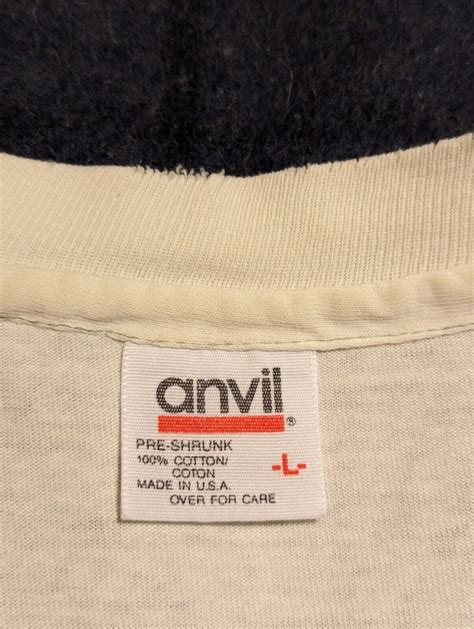 anvil®
PRE-SHRUNK
100% COTTON/
COTON
-L-
MADE IN U.S.A.
OVER FOR CARE